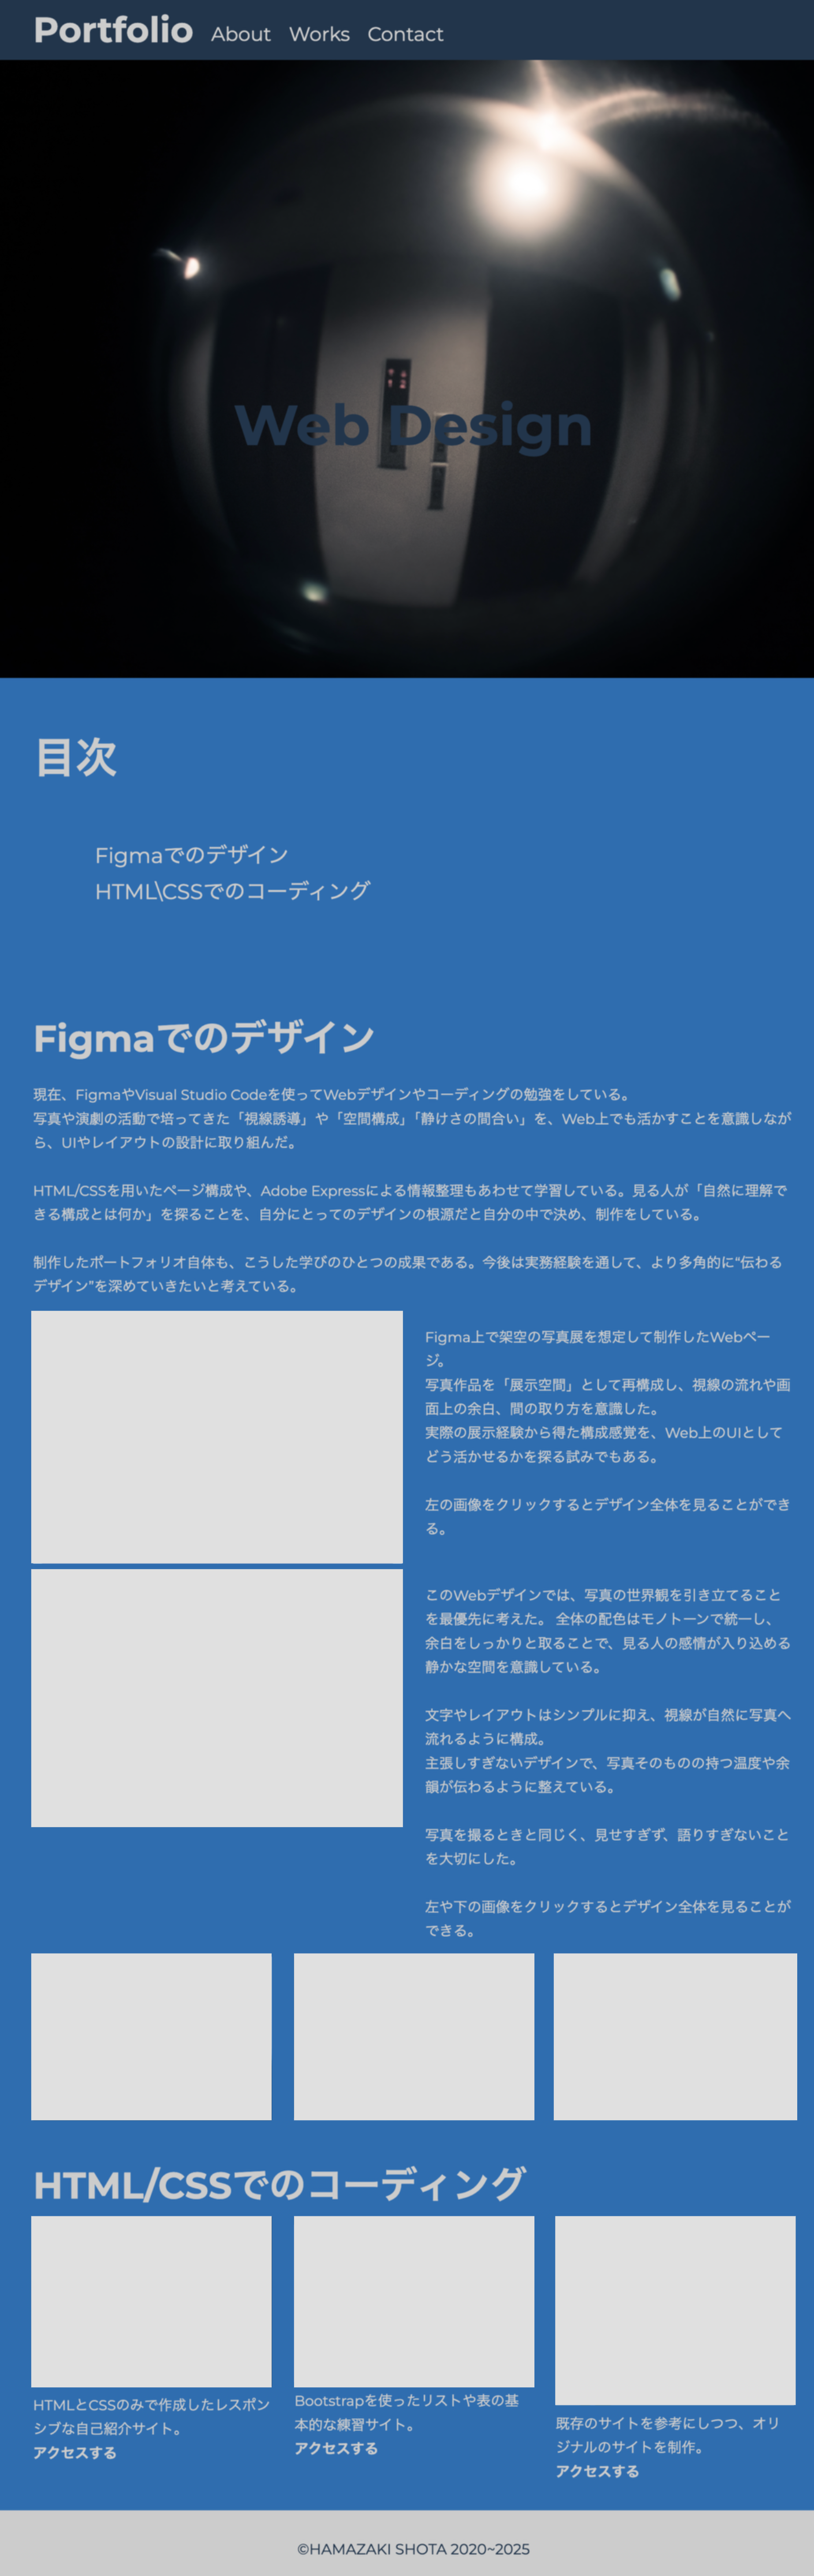 Portfolio About Works Contact
Web Design
目次
Figmaでのデザイン
HTML\CSSでのコーディング
Figmaでのデザイン
現在、FigmaやVisual Studio Codeを使ってWebデザインやコーディングの勉強をしている。
写真や演劇の活動で培ってきた「視線誘導」や「空間構成」「静けさの間合い」を、Web上でも活かすことを意識しなが
ら、UIやレイアウトの設計に取り組んだ。
HTML/CSSを用いたページ構成や、Adobe Expressによる情報整理もあわせて学習している。見る人が「自然に理解で
きる構成とは何か」を探ることを、自分にとってのデザインの根源だと自分の中で決め、制作をしている。
制作したポートフォリオ自体も、こうした学びのひとつの成果である。今後は実務経験を通して、より多角的に“伝わる
デザイン”を深めていきたいと考えている。
Figma上で架空の写真展を想定して制作したWebペー
ジ。
写真作品を「展示空間」として再構成し、視線の流れや画
面上の余白、間の取り方を意識した。
実際の展示経験から得た構成感覚を、Web上のUIとして
どう活かせるかを探る試みでもある。
左の画像をクリックするとデザイン全体を見ることができ
る。
このWebデザインでは、写真の世界観を引き立てること
を最優先に考えた。 全体の配色はモノトーンで統一し、
余白をしっかりと取ることで、見る人の感情が入り込める
静かな空間を意識している。
文字やレイアウトはシンプルに抑え、視線が自然に写真へ
流れるように構成。
主張しすぎないデザインで、写真そのものの持つ温度や余
韻が伝わるように整えている。
写真を撮るときと同じく、見せすぎず、語りすぎないこと
を大切にした。
左や下の画像をクリックするとデザイン全体を見ることが
できる。
HTML/CSSでのコーディング
HTMLとCSSのみで作成したレスポン
シブな自己紹介サイト。
アクセスする
Bootstrapを使ったリストや表の基
本的な練習サイト。
アクセスする
既存のサイトを参考にしつつ、オリ
ジナルのサイトを制作。
アクセスする
©HAMAZAKI SHOTA 2020~2025